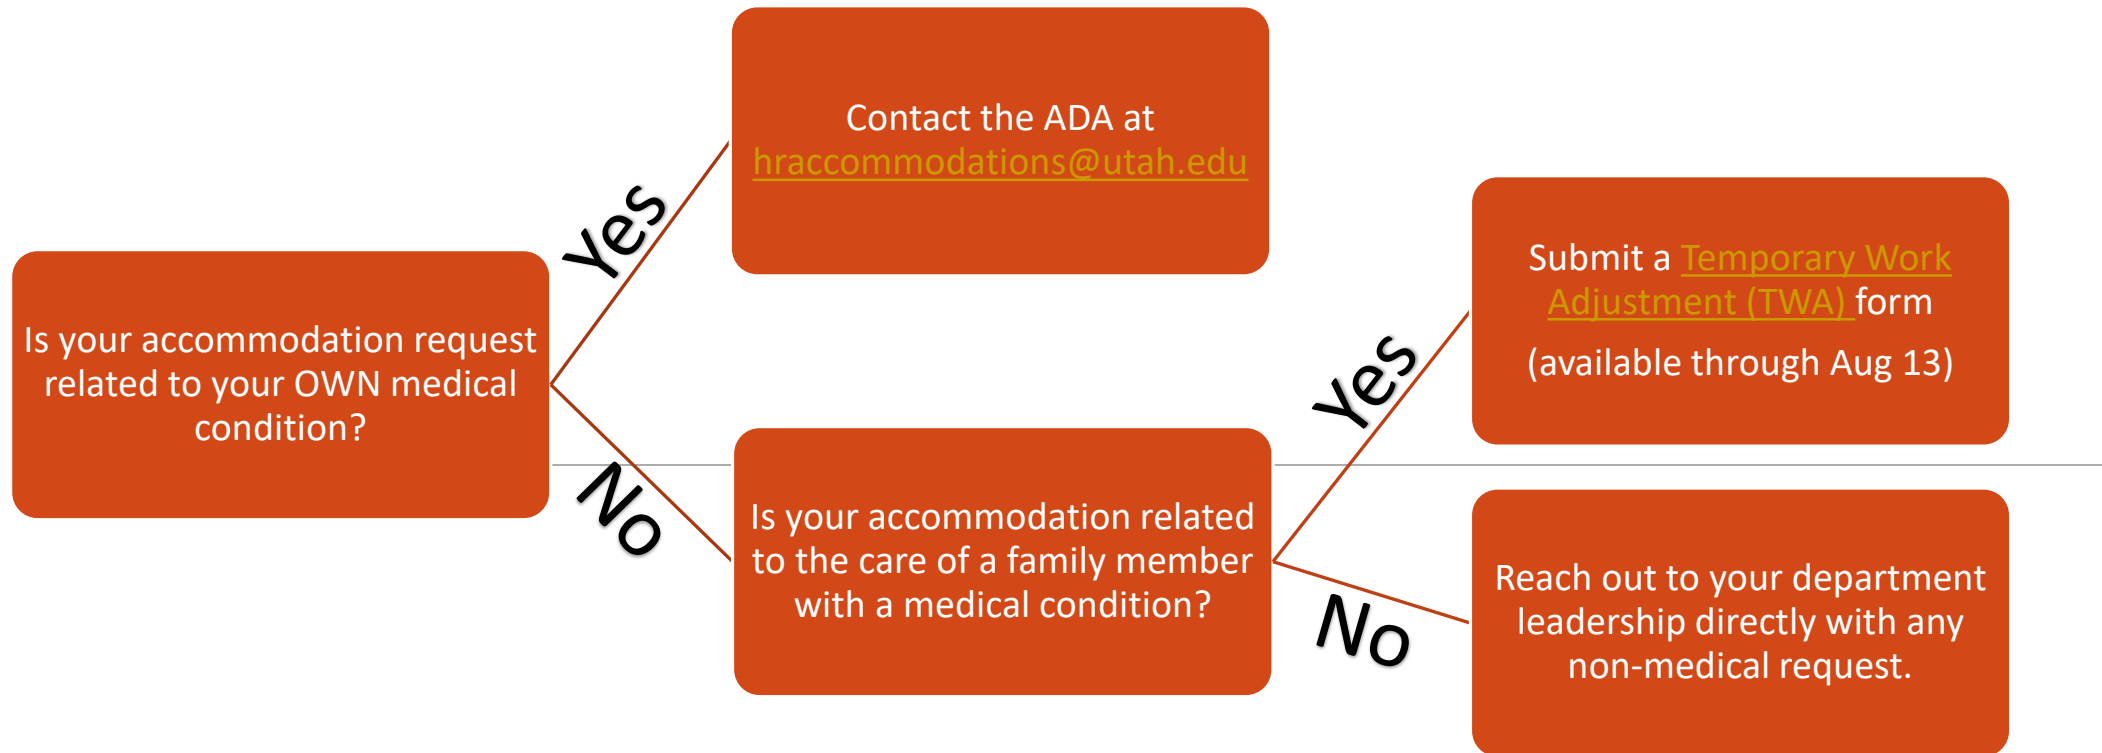 Is your accommodation request
related to your OWN medical
condition?
Yes
Contact the ADA at
hraccommodations@utah.edu
No
Is your accommodation related
to the care of a family member
with a medical condition?
Yes
Submit a Temporary Work
Adjustment (TWA) form
(available through Aug 13)
No
Reach out to your department
leadership directly with any
non-medical request.